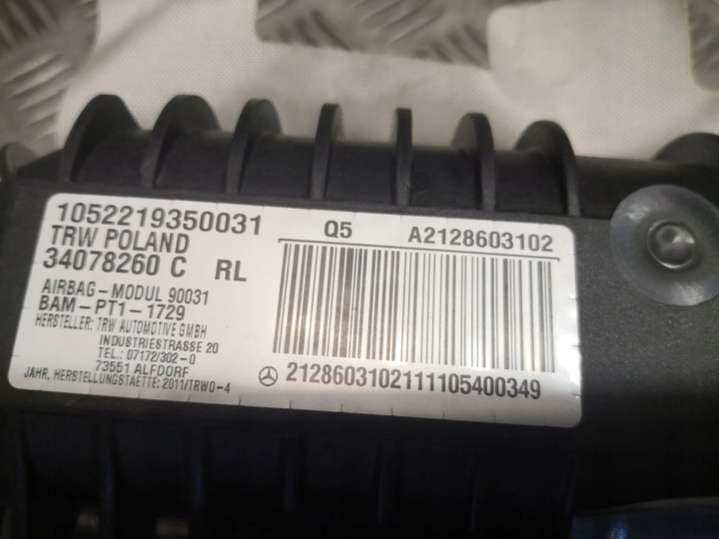 1052219350031
TRW POLAND
34078260 C RL
AIRBAG-MODUL 90031
BAM-PT1-1729
HERSTELLER: TRW AUTOMOTIVE GMBH
INDUSTRIESTRASSE 20
TEL.: 07172/302-0
73551 ALFDORF
JAHR, HERSTELLUNGSTAETTE: 2011/TRW0-4
Q5 A2128603102
2128603102111105400349